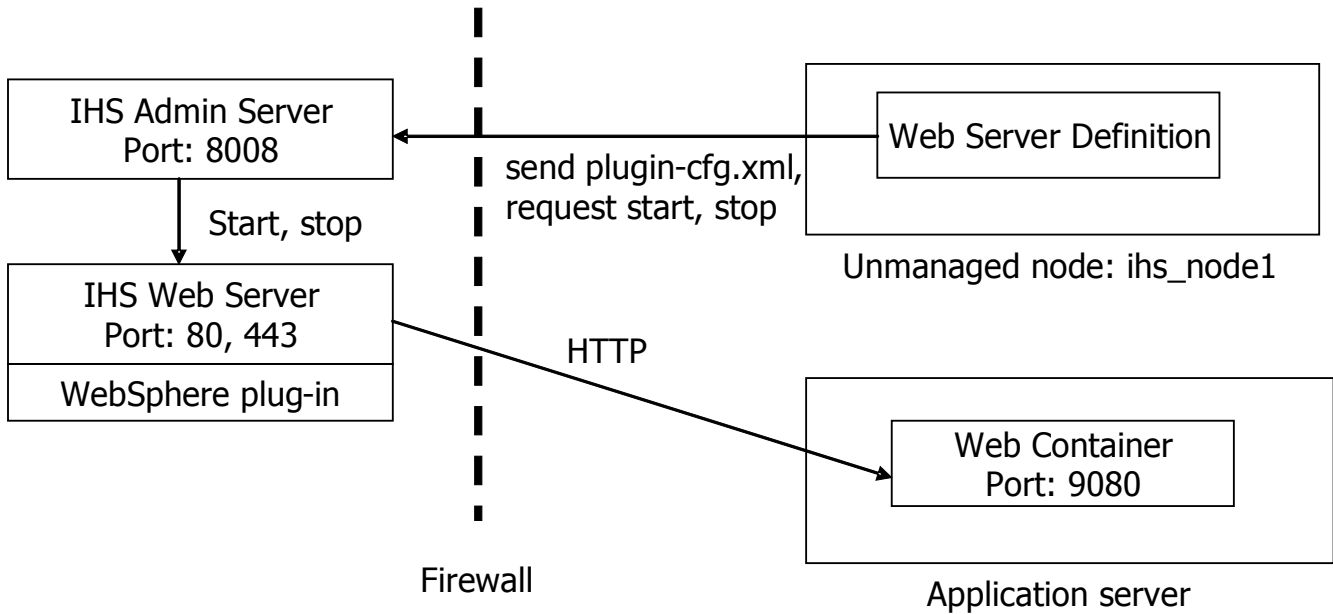 IHS Admin Server
Port: 8008
Web Server Definition
send plugin-cfg.xml,
request start, stop
Start, stop
Unmanaged node: ihs_node1
IHS Web Server
Port: 80, 443
WebSphere plug-in
HTTP
Web Container
Port: 9080
Firewall
Application server